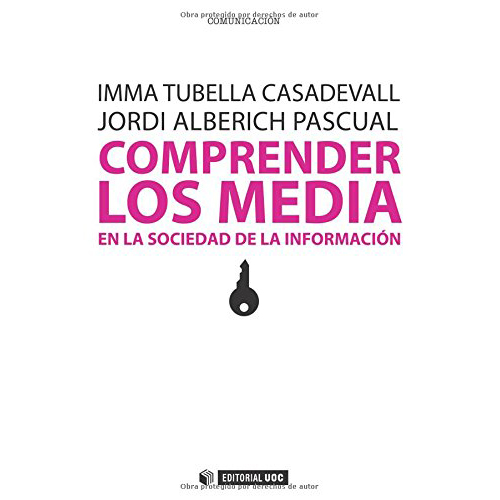 Obra protegida por derechos de autor
COMUNICACIÓN
IMMA TUBELLA CASADEVALL
JORDI ALBERICH PASCUAL
COMPRENDER
LOS MEDIA
EN LA SOCIEDAD DE LA INFORMACIÓN
EDITORIAL UOC
Obra protegida por derechos de autor